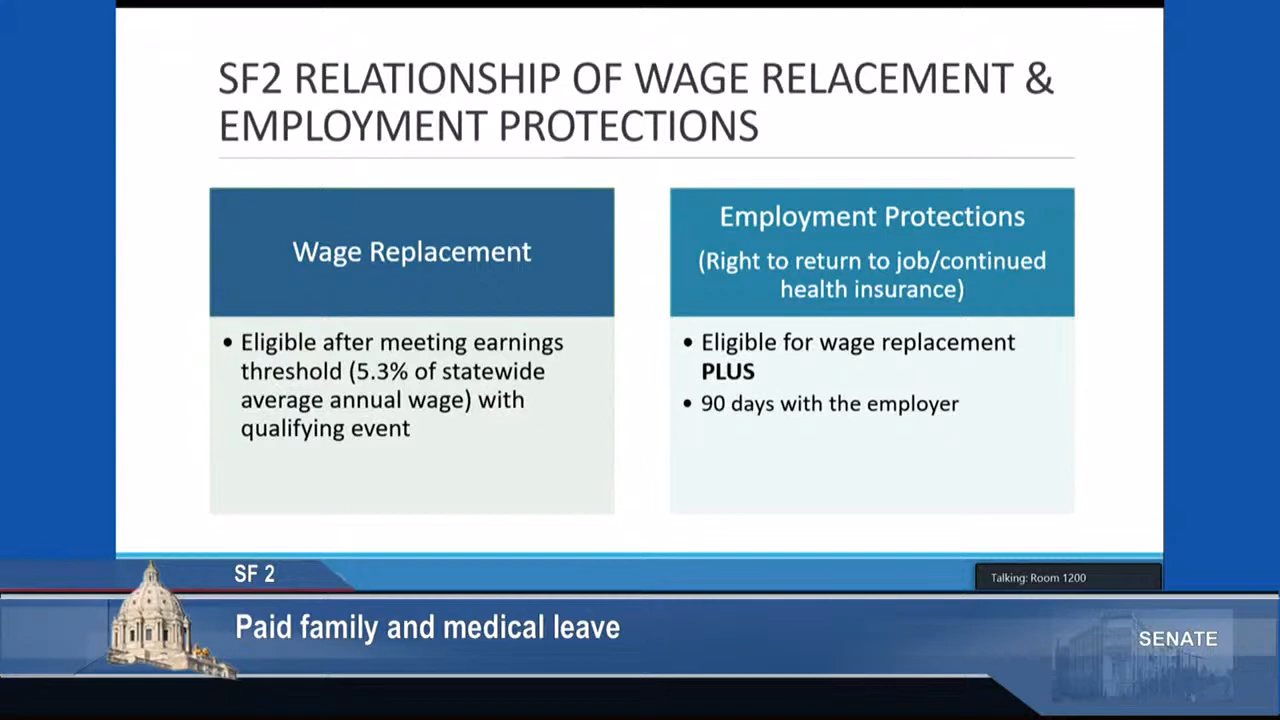 SF2 RELATIONSHIP OF WAGE RELACEMENT &
EMPLOYMENT PROTECTIONS
Wage Replacement
• Eligible after meeting earnings
threshold (5.3% of statewide
average annual wage) with
qualifying event
Employment Protections
(Right to return to job/continued
health insurance)
• Eligible for wage replacement
PLUS
• 90 days with the employer
Talking: Room 1200
SF 2
Paid family and medical leave
SENATE